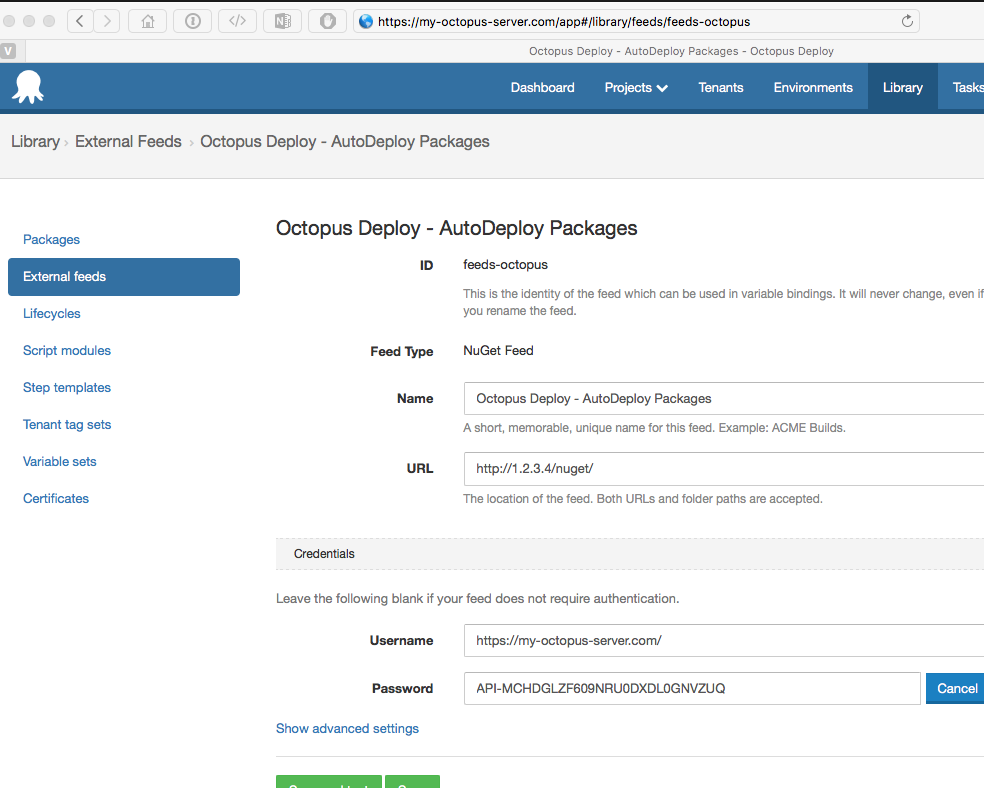 https://my-octopus-server.com/app#/library/feeds/feeds-octopus
V
Octopus Deploy - AutoDeploy Packages - Octopus Deploy
Dashboard Projects Tenants Environments Library Tasks
Library › External Feeds › Octopus Deploy - AutoDeploy Packages
Octopus Deploy - AutoDeploy Packages
Packages
External feeds
Lifecycles
Script modules
Step templates
Tenant tag sets
Variable sets
Certificates
ID feeds-octopus
This is the identity of the feed which can be used in variable bindings. It will never change, even if
you rename the feed.
Feed Type NuGet Feed
Name Octopus Deploy - AutoDeploy Packages
A short, memorable, unique name for this feed. Example: ACME Builds.
URL http://1.2.3.4/nuget/
The location of the feed. Both URLs and folder paths are accepted.
Credentials
Leave the following blank if your feed does not require authentication.
Username https://my-octopus-server.com/
Password API-MCHDGLZF609NRU0DXDL0GNVZUQ Cancel
Show advanced settings